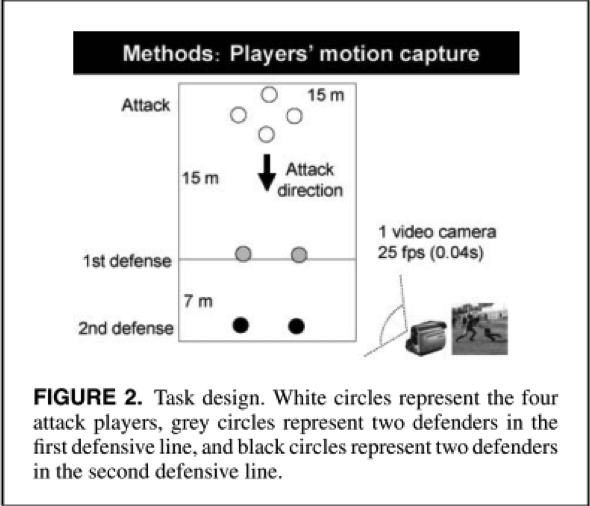 Methods: Players' motion capture
Attack
15 m
15 m
Attack
direction
1 video camera
25 fps (0.04s)
1st defense
7 m
2nd defense
FIGURE 2. Task design. White circles represent the four
attack players, grey circles represent two defenders in the
first defensive line, and black circles represent two defenders
in the second defensive line.